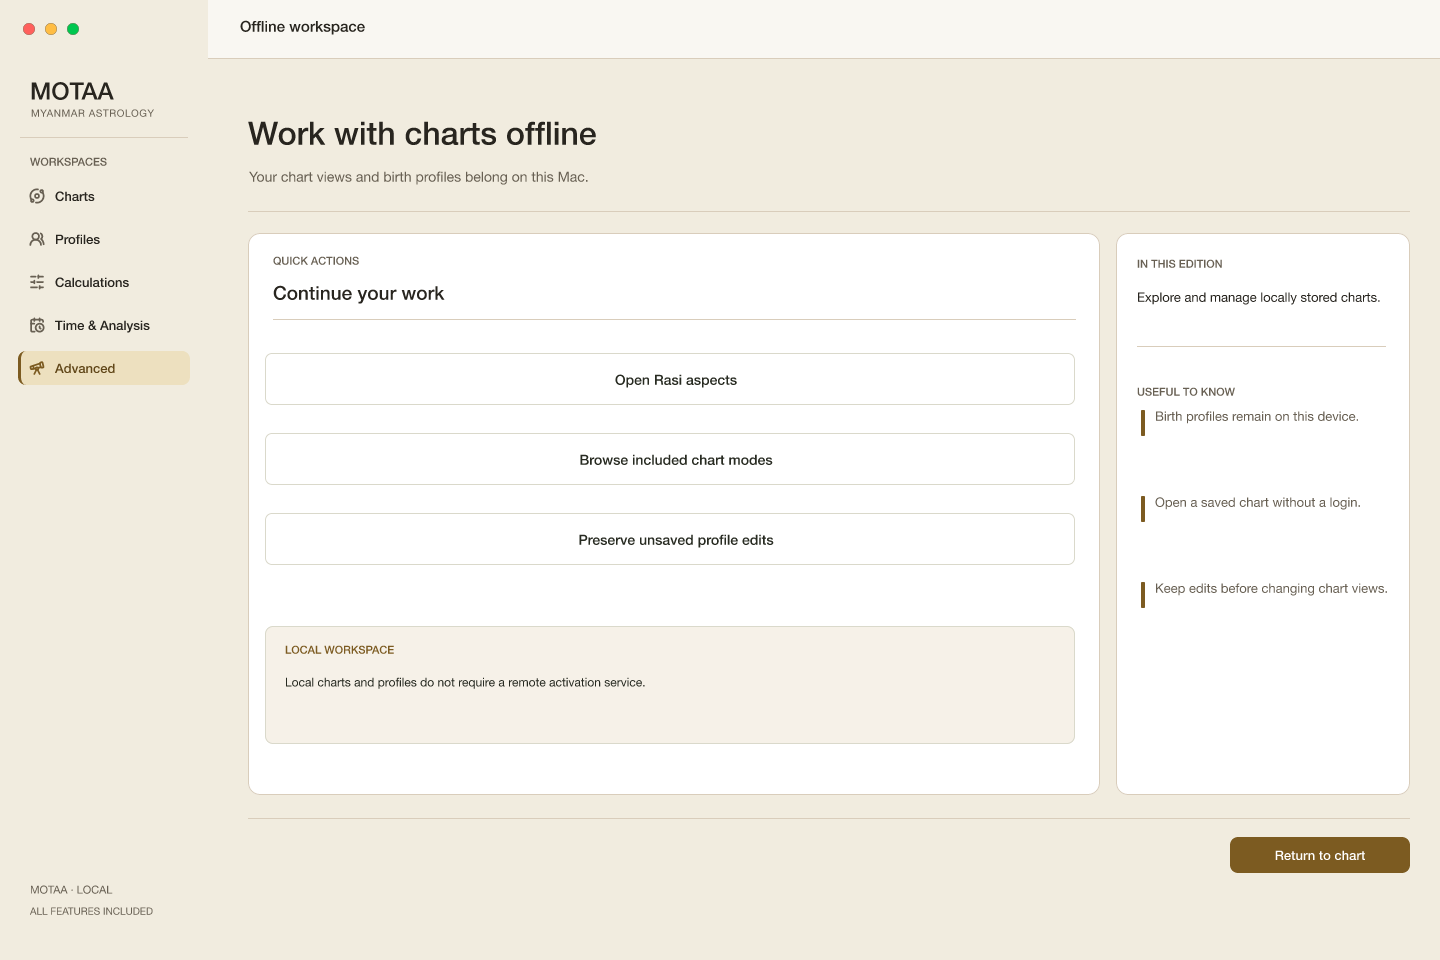 Offline workspace
MOTAA
MYANMAR ASTROLOGY
WORKSPACES
Charts
Profiles
Calculations
Time & Analysis
Advanced
MOTAA · LOCAL
ALL FEATURES INCLUDED
Work with charts offline
Your chart views and birth profiles belong on this Mac.
QUICK ACTIONS
Continue your work
Open Rasi aspects
Browse included chart modes
Preserve unsaved profile edits
LOCAL WORKSPACE
Local charts and profiles do not require a remote activation service.
IN THIS EDITION
Explore and manage locally stored charts.
USEFUL TO KNOW
Birth profiles remain on this device.
Open a saved chart without a login.
Keep edits before changing chart views.
Return to chart